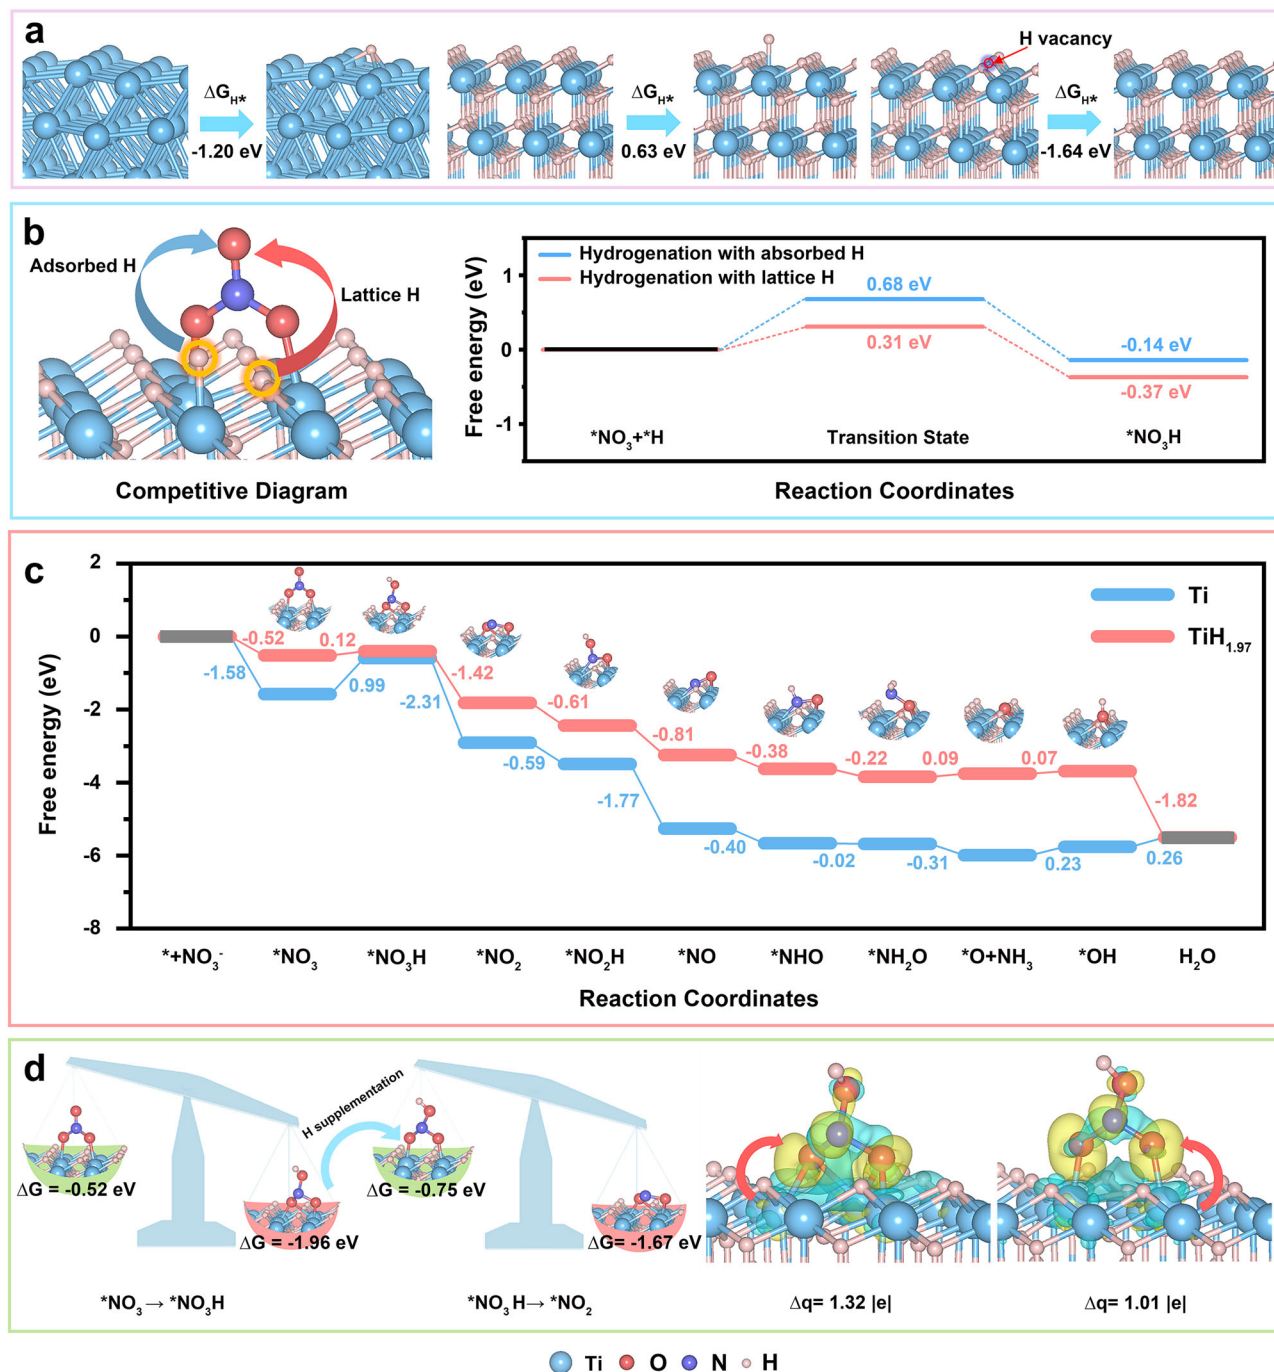 a
H vacancy
ΔG_H*
-1.20 eV
ΔG_H*
0.63 eV
ΔG_H*
-1.64 eV
b
Adsorbed H
Lattice H
Competitive Diagram
Free energy (eV)
1
0
-1
Hydrogenation with absorbed H
Hydrogenation with lattice H
0.68 eV
0.31 eV
-0.14 eV
-0.37 eV
*NO₃+*H
Transition State
*NO₃H
Reaction Coordinates
c
Free energy (eV)
2
0
-2
-4
-6
-8
Ti
TiH₁.₉₇
-0.52
0.12
-1.42
-0.61
-0.81
-0.38
-0.22
0.09
0.07
-1.82
-1.58
0.99
-2.31
-0.59
-1.77
-0.40
-0.02
-0.31
0.23
0.26
*+NO₃⁻
*NO₃
*NO₃H
*NO₂
*NO₂H
*NO
*NHO
*NH₂O
*O+NH₃
*OH
H₂O
Reaction Coordinates
d
ΔG = -0.52 eV
ΔG = -1.96 eV
H supplementation
ΔG = -0.75 eV
ΔG= -1.67 eV
*NO₃→ *NO₃H
*NO₃H→ *NO₂
Δq= 1.32 |e|
Δq= 1.01 |e|
Ti O N H